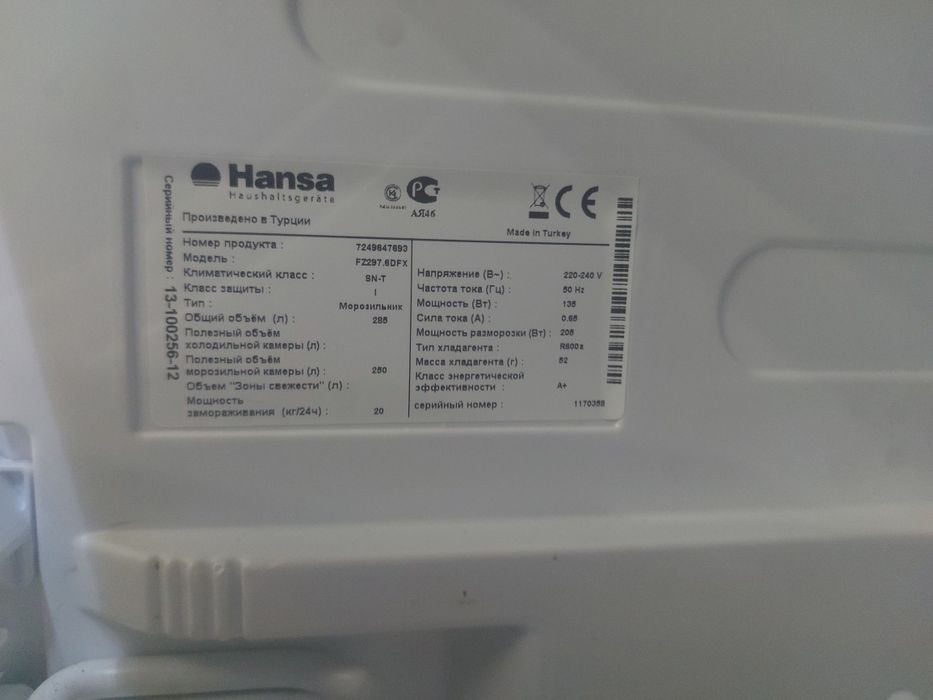 Hansa
Haushaltsgeräte
АЯ46
Произведено в Турции
Made in Turkey
Серийный номер : 13-100256-12
Номер продукта : 7249647693
Модель : FZ297.6DFX
Климатический класс : SN-T
Класс защиты : I
Тип : Морозильник
Общий объём (л) : 285
Полезный объём
холодильной камеры (л) :
Полезный объём
морозильной камеры (л) : 260
Объем "Зоны свежести" (л) :
Мощность
замораживания (кг/24ч) : 20
Напряжение (В~) : 220-240 V
Частота тока (Гц) : 50 Hz
Мощность (Вт) : 135
Сила тока (А) : 0.65
Мощность разморозки (Вт) : 205
Тип хладагента : R600a
Масса хладагента (г) : 82
Класс энергетической
эффективности : A+
серийный номер :